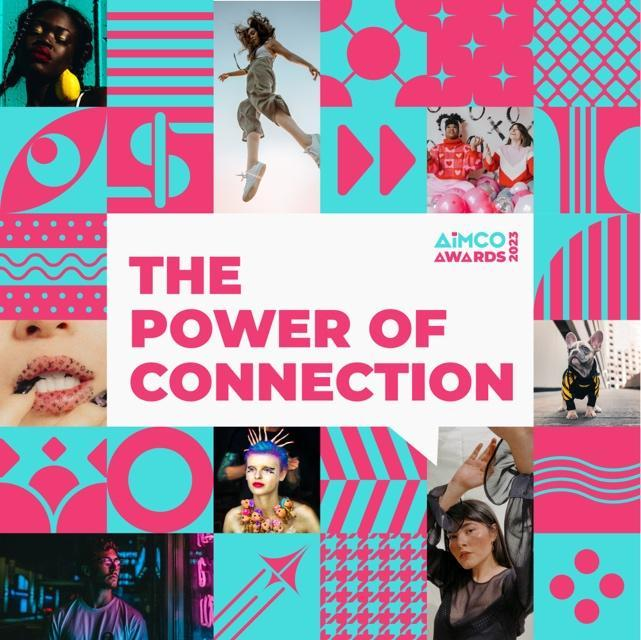 AiMCO
AWARDS
2023
THE
POWER OF
CONNECTION